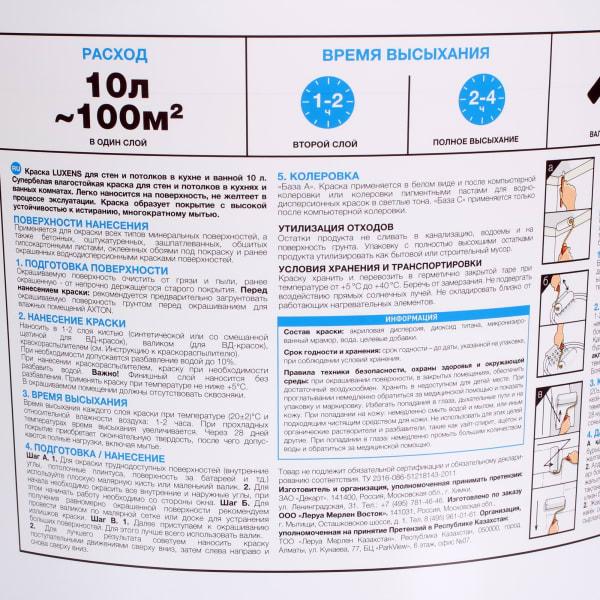 РАСХОД
10л
~100м²
В ОДИН СЛОЙ
ВРЕМЯ ВЫСЫХАНИЯ
1-2
Ч
ВТОРОЙ СЛОЙ
2-4
Ч
ПОЛНОЕ ВЫСЫХАНИЕ
ВАЛ
RU Краска LUXENS для стен и потолков в кухне и ванной 10 л.
Супербелая влагостойкая краска для стен и потолков в кухнях и
ванных комнатах. Легко наносится на поверхность, не желтеет в
процессе эксплуатации. Краска образует покрытие с высокой
устойчивостью к истиранию, многократному мытью.
ПОВЕРХНОСТИ НАНЕСЕНИЯ
Применяется для окраски всех типов минеральных поверхностей, а
также бетонных, оштукатуренных, зашпатлеванных, обшитых
гипсокартонными листами, оклеенных обоями под покраску и ранее
окрашенных воднодисперсионными красками поверхностей.
1. ПОДГОТОВКА ПОВЕРХНОСТИ
Окрашиваемую поверхность очистить от грязи и пыли, ранее
окрашенную - от непрочно держащегося слоя старого покрытия. Перед
нанесением краски: рекомендуется предварительно загрунтовать
окрашиваемую поверхность грунтом перед окрашиванием для
влажных помещений AXTON.
2. НАНЕСЕНИЕ КРАСКИ
Наносить в 1-2 слоя кистью (синтетической или со смешанной
щетиной для ВД-красок), валиком (для ВД-красок),
краскораспылителем (см. Инструкцию к краскораспылителю).
При необходимости допускается разбавление водой до 10%.
При нанесении краскораспылителем, краску при необходимости
разбавить водой. Важно! Финишный слой наносится без
разбавления. Применять краску при температуре не ниже +5°С.
В окрашиваемом помещении должны отсутствовать сквозняки.
3. ВРЕМЯ ВЫСЫХАНИЯ
Время высыхания каждого слоя краски при температуре (20±2)°С и
относительной влажности воздуха: 1-2 часа. При прохладных
температурах время высыхания увеличивается. Через 28 дней
покрытие приобретает окончательную твердость, после чего допус-
каются полные нагрузки, включая мытье.
4. ПОДГОТОВКА / НАНЕСЕНИЕ
Шаг А. 1. Для окраски труднодоступных поверхностей (внутренние
углы, потолочные плинтуса, поверхность за батареей и т.д.)
используйте плоскую малярную кисть или маленький валик. 2. Для
начала необходимо окрасить все внутренние и наружные углы, при
этом необходимо двигаться со стороны окна. Шаг Б. Для
получения равномерно окрашенной поверхности рекомендуем
провести валиком по малярной сетке или доске для устранения
излишков краски. Шаг В. 1. Далее приступаем к окрашиванию
больших поверхностей. Для этого лучше всего использовать валик.
2. Для лучшего результата советуем наносить краску
поступательными движениями сверху вниз, затем слева направо и
снова сверху вниз.
5. КОЛЕРОВКА
«База А». Краска применяется в белом виде и после компьютерной
колеровки или колеровки пигментными пастами для водно-
дисперсионных красок в светлые тона. «База С» применяется только
после компьютерной колеровки.
УТИЛИЗАЦИЯ ОТХОДОВ
Остатки продукта не сливать в канализацию, водоемы и на
поверхность грунта. Упаковку с полностью высохшими остатками
продукта утилизировать как бытовой или строительный мусор.
УСЛОВИЯ ХРАНЕНИЯ И ТРАНСПОРТИРОВКИ
Краску хранить и перевозить в герметично закрытой таре при
температуре от +5 °С до +40 °С. Беречь от замерзания. Не подвергать
воздействию прямых солнечных лучей. Не складировать близко от
работающих нагревательных элементов.
ИНФОРМАЦИЯ
Состав краски: акриловая дисперсия, диоксид титана, микронизиро-
ванный мрамор, вода, целевые добавки.
Срок годности и хранения: срок годности – до даты, указанной на упаковке,
при соблюдении условий хранения.
Правила техники безопасности, охраны здоровья и окружающей
среды: при окрашивании поверхности, в закрытых помещениях, обеспечить
достаточный воздухообмен. Хранить в недоступном для детей месте. При
проглатывании немедленно обратиться за медицинской помощью и показать
упаковку и маркировку. Избегать попадания в глаза, дыхательные пути и на
кожу. При попадании на кожу: немедленно смыть водой и мылом, или иным
подходящим чистящим средством для кожи. Не использовать для этих целей
органические растворители и разбавители, такие как уайт-спирит, ацетон и
другие. При попадании в глаза: немедленно промыть большим количеством
воды и обратиться за медицинской помощью.
Товар не подлежит обязательной сертификации и обязательному деклари-
рованию соответствия. ТУ 2316-086-51218143-2011
Изготовитель и организация, уполномоченная принимать претензии:
ЗАО «Декарт». 141400, Россия, Московская обл., г. Химки,
ул. Ленинградская, 31. Тел.: +7 (495) 781-46-46. Изготовлено по заказу
ООО «Леруа Мерлен Восток», 141031, Россия, Московская обл.,
г. Мытищи, Осташковское шоссе, д. 1. Тел. 8 (495) 961-01-61 Организация,
уполномоченная на принятие Претензий в Республике Казахстан:
ТОО «Леруа Мерлен Казахстан», Республика Казахстан, 050000, город
Алматы, ул. Кунаева, 77, БЦ «ParkView», 6 этаж, офис №07.
а
б